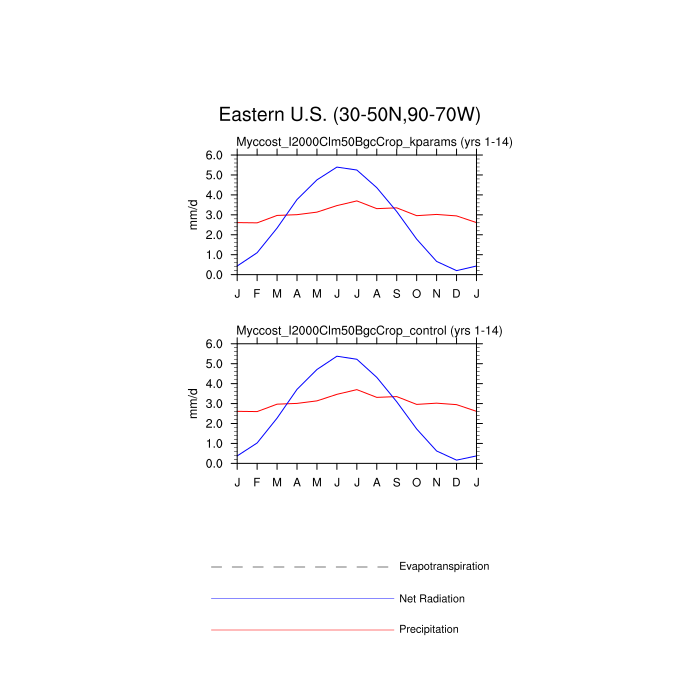 Eastern U.S. (30-50N,90-70W)
Myccost_I2000Clm50BgcCrop_kparams (yrs 1-14)
6.0
5.0
4.0
3.0
2.0
1.0
0.0
mm/d
J F M A M J J A S O N D J
Myccost_I2000Clm50BgcCrop_control (yrs 1-14)
6.0
5.0
4.0
3.0
2.0
1.0
0.0
mm/d
J F M A M J J A S O N D J
Evapotranspiration
Net Radiation
Precipitation